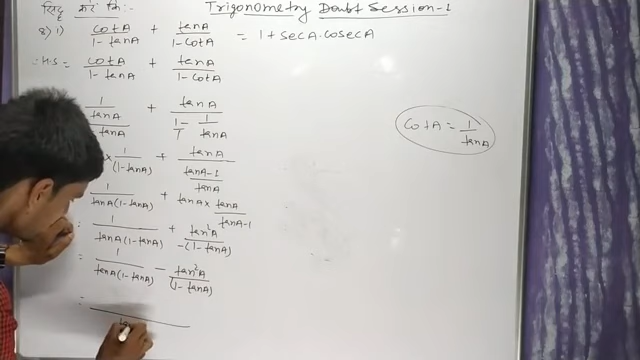 सिद्ध करें कि:- Trigonometry Doubt Session-1
Q)1) cotA/(1-tanA) + tanA/(1-cotA) = 1+secA.cosecA
L.H.S = cotA/(1-tanA) + tanA/(1-cotA)
(1/tanA)/tanA + tanA/(1/1 - 1/tanA)
cotA = 1/tanA
x 1/(1-tanA) + tanA/((tanA-1)/tanA)
1/(tanA(1-tanA)) + tanA x tanA/(tanA-1)
= 1/(tanA(1-tanA)) + tan²A/(-(1-tanA))
= 1/(tanA(1-tanA)) - tan²A/(1-tanA)
=